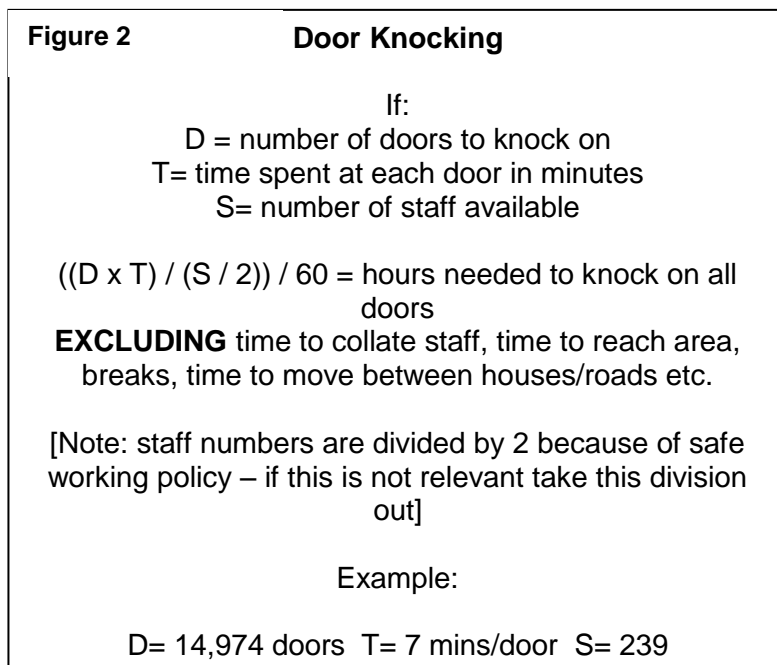 Figure 2 Door Knocking
If:
D = number of doors to knock on
T= time spent at each door in minutes
S= number of staff available
((D x T) / (S / 2)) / 60 = hours needed to knock on all
doors
EXCLUDING time to collate staff, time to reach area,
breaks, time to move between houses/roads etc.
[Note: staff numbers are divided by 2 because of safe
working policy – if this is not relevant take this division
out]
Example:
D= 14,974 doors T= 7 mins/door S= 239